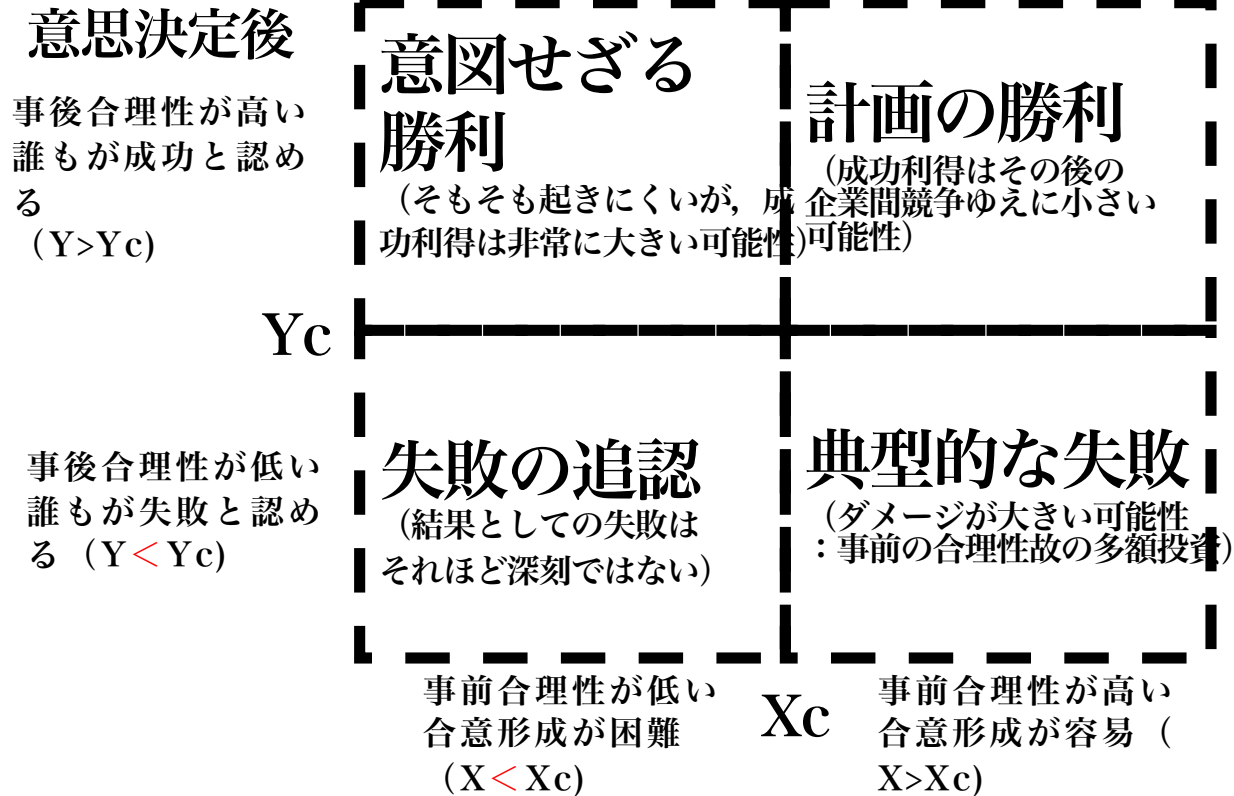 意思決定後
事後合理性が高い
誰もが成功と認め
る
（Y>Yc)
意図せざる
勝利
（そもそも起きにくいが，成
功利得は非常に大きい可能性)
計画の勝利
（成功利得はその後の
企業間競争ゆえに小さい
可能性）
Yc
事後合理性が低い
誰もが失敗と認め
る（Y＜Yc)
失敗の追認
（結果としての失敗は
それほど深刻ではない）
典型的な失敗
（ダメージが大きい可能性
：事前の合理性故の多額投資)
事前合理性が低い
合意形成が困難
（X＜Xc)
Xc
事前合理性が高い
合意形成が容易（
X>Xc)